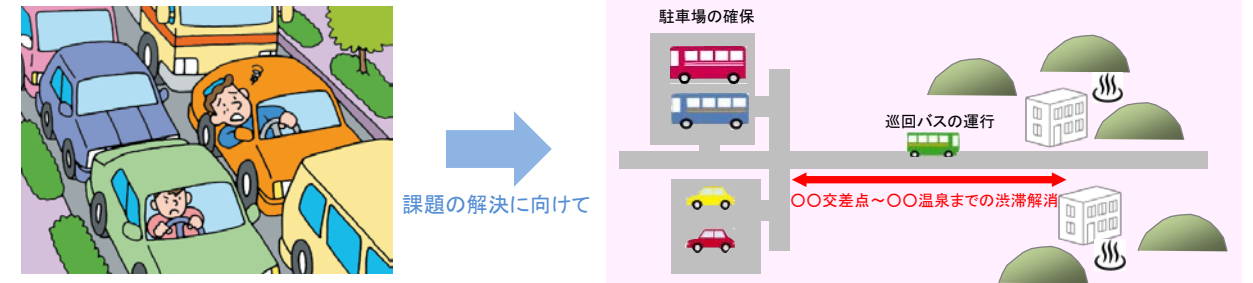 駐車場の確保
巡回バスの運行
課題の解決に向けて
〇〇交差点～〇〇温泉までの渋滞解消